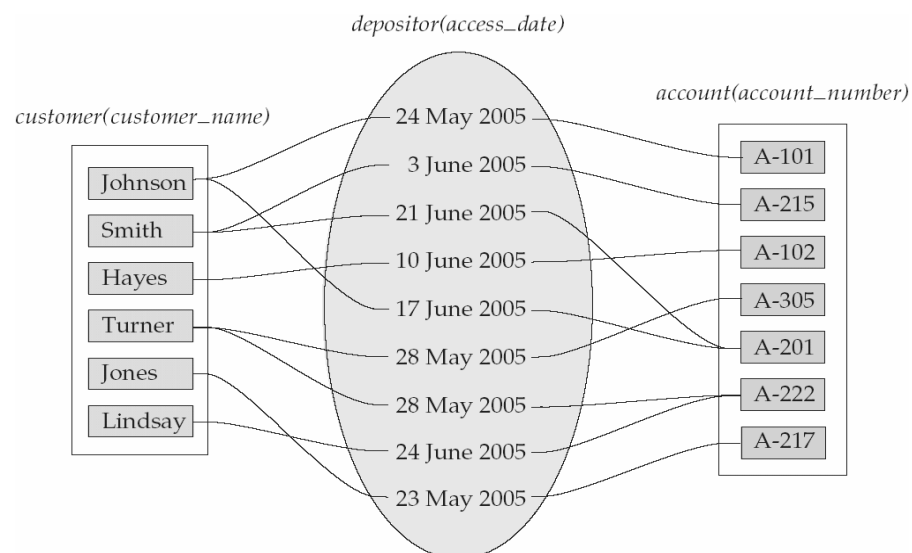 depositor(access_date)
customer(customer_name)
account(account_number)
Johnson
Smith
Hayes
Turner
Jones
Lindsay
24 May 2005
3 June 2005
21 June 2005
10 June 2005
17 June 2005
28 May 2005
28 May 2005
24 June 2005
23 May 2005
A-101
A-215
A-102
A-305
A-201
A-222
A-217